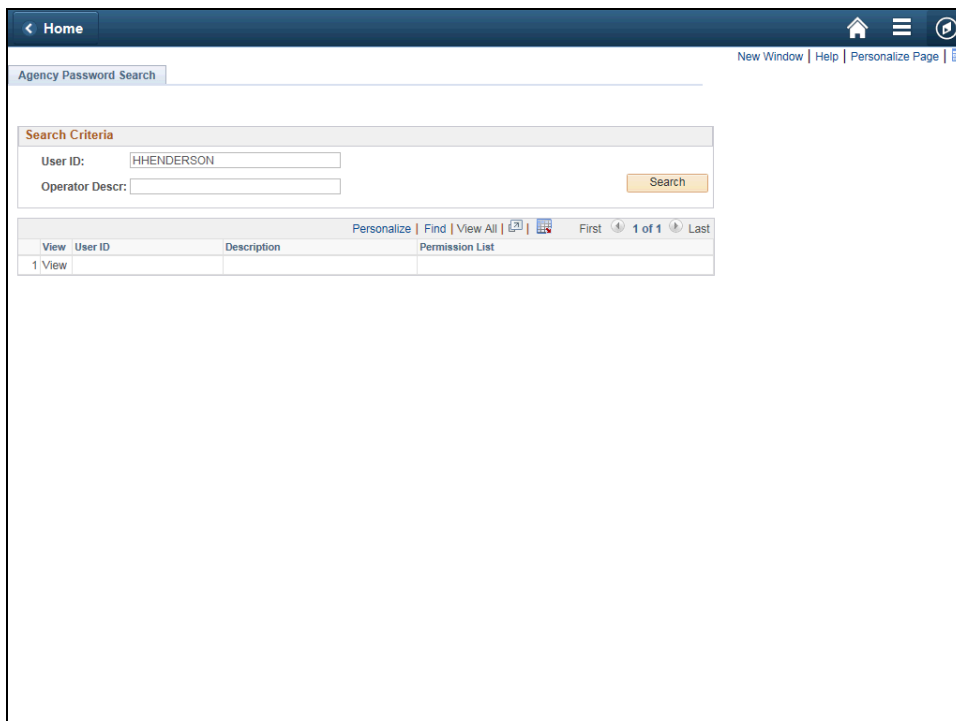 Home
New Window | Help | Personalize Page |
Agency Password Search
Search Criteria
User ID: HHENDERSON
Operator Descr:
Search
Personalize | Find | View All | | First 1 of 1 Last
View User ID Description Permission List
1 View